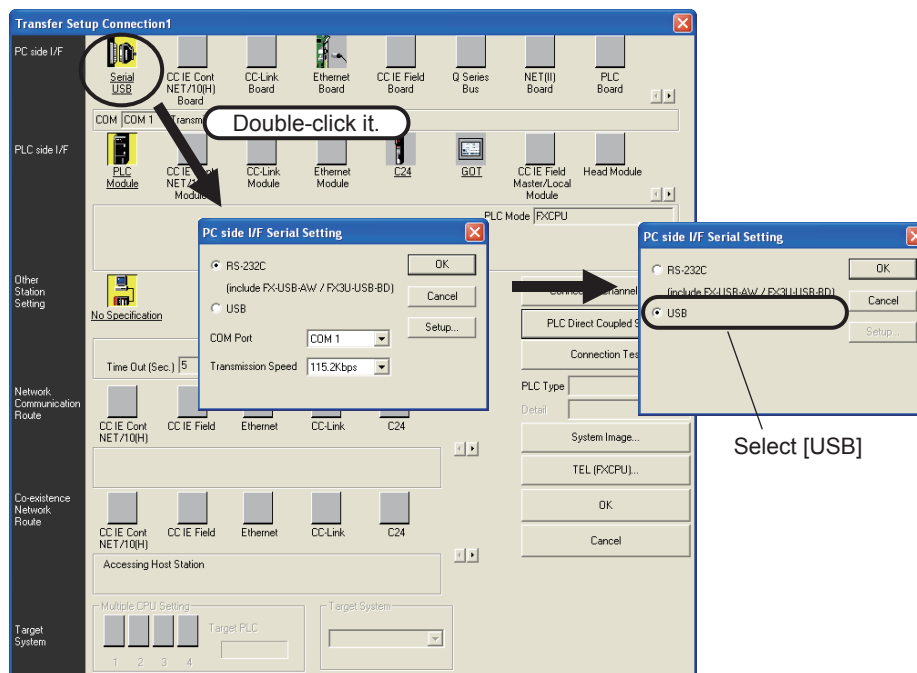 Transfer Setup Connection1
PC side I/F
Serial
USB
CC IE Cont
NET/10(H)
Board
CC-Link
Board
Ethernet
Board
CC IE Field
Board
Q Series
Bus
NET(II)
Board
PLC
Board
COM COM 1
Double-click it.
PLC side I/F
PLC
Module
CC-Link
Module
Ethernet
Module
C24
GOT
CC IE Field
Master/Local
Module
Head Module
PLC Mode FXCPU
PC side I/F Serial Setting
RS-232C
(include FX-USB-AW / FX3U-USB-BD)
USB
COM Port COM 1
Transmission Speed 115.2Kbps
OK
Cancel
Setup...
PC side I/F Serial Setting
RS-232C
(include FX-USB-AW / FX3U-USB-BD)
USB
OK
Cancel
Setup...
Select [USB]
Other
Station
Setting
No Specification
Time Out (Sec.) 5
PLC Direct Coupled
PLC Type
Detail
System Image...
TEL (FXCPU)...
OK
Cancel
Network
Communication
Route
CC IE Cont
NET/10(H)
CC IE Field
Ethernet
CC-Link
C24
Co-existence
Network
Route
CC IE Cont
NET/10(H)
CC IE Field
Ethernet
CC-Link
C24
Accessing Host Station
Target
System
Multiple CPU Setting
1 2 3 4
Target PLC
Target System